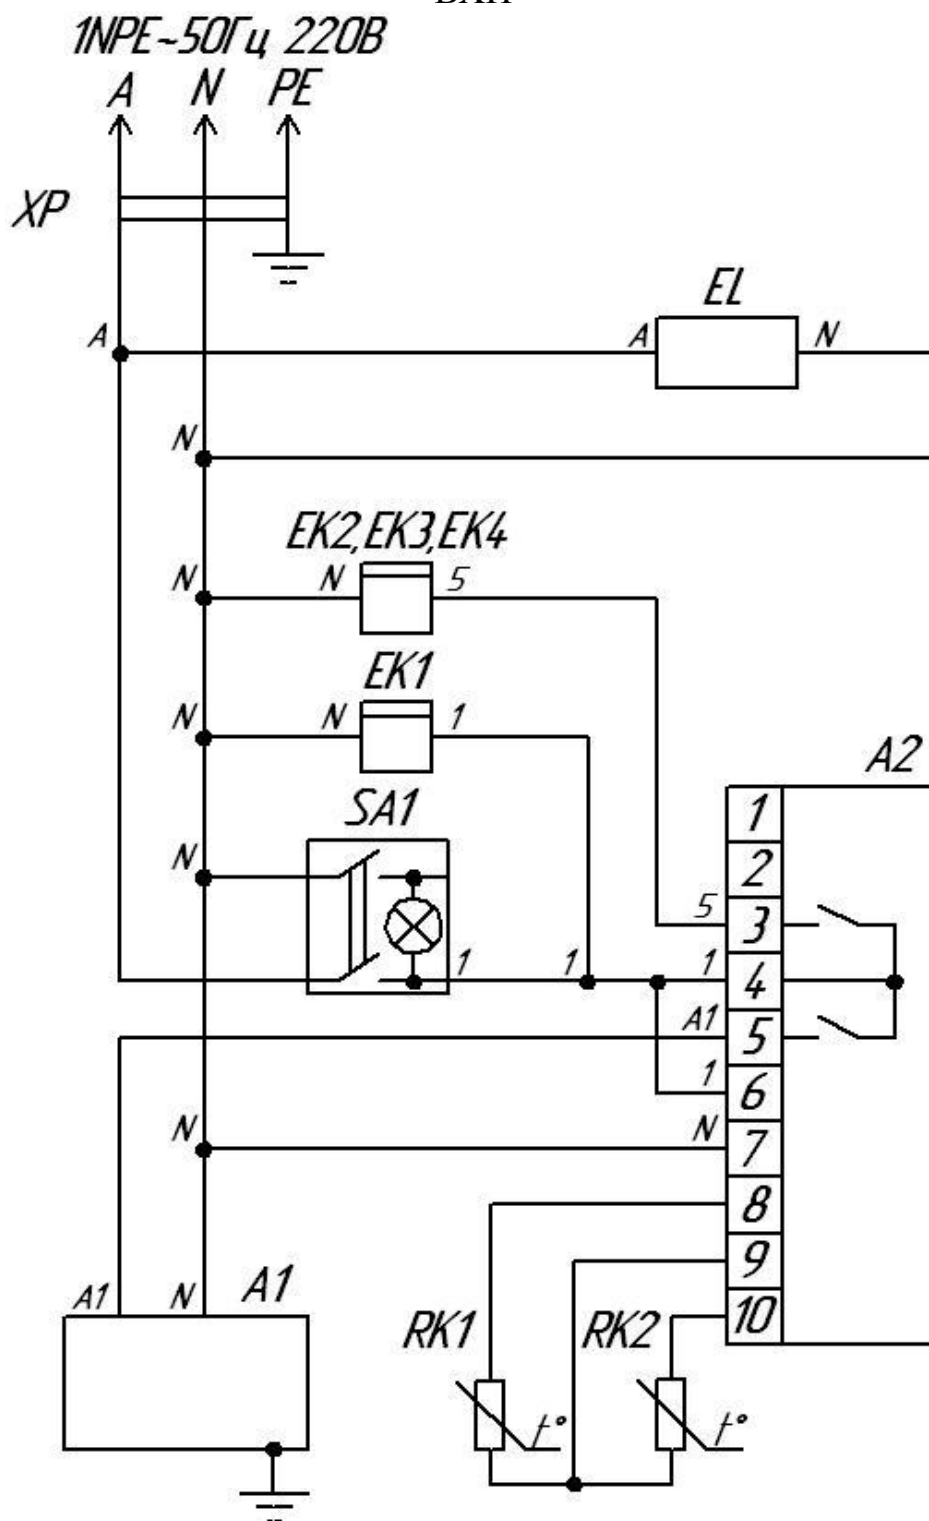 1NPE~50Гц 220В
A N PE
XP
EL
A A N
N
EK2,EK3,EK4
N N 5
EK1
N N 1
A2
SA1
1
N
2
5 3
1 1 1 4
A1 5
1 6
N N 7
8
9
A1 N A1
RK1 RK2 10
t° t°